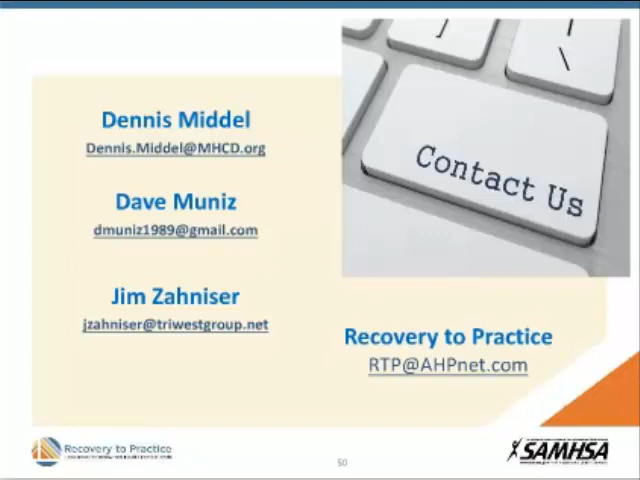 Dennis Middel
Dennis.Middel@MHCD.org
Dave Muniz
dmuniz1989@gmail.com
Jim Zahniser
jzahniser@triwestgroup.net
]
\
Contact Us
Recovery to Practice
RTP@AHPnet.com
Recovery to Practice
50
SAMHSA